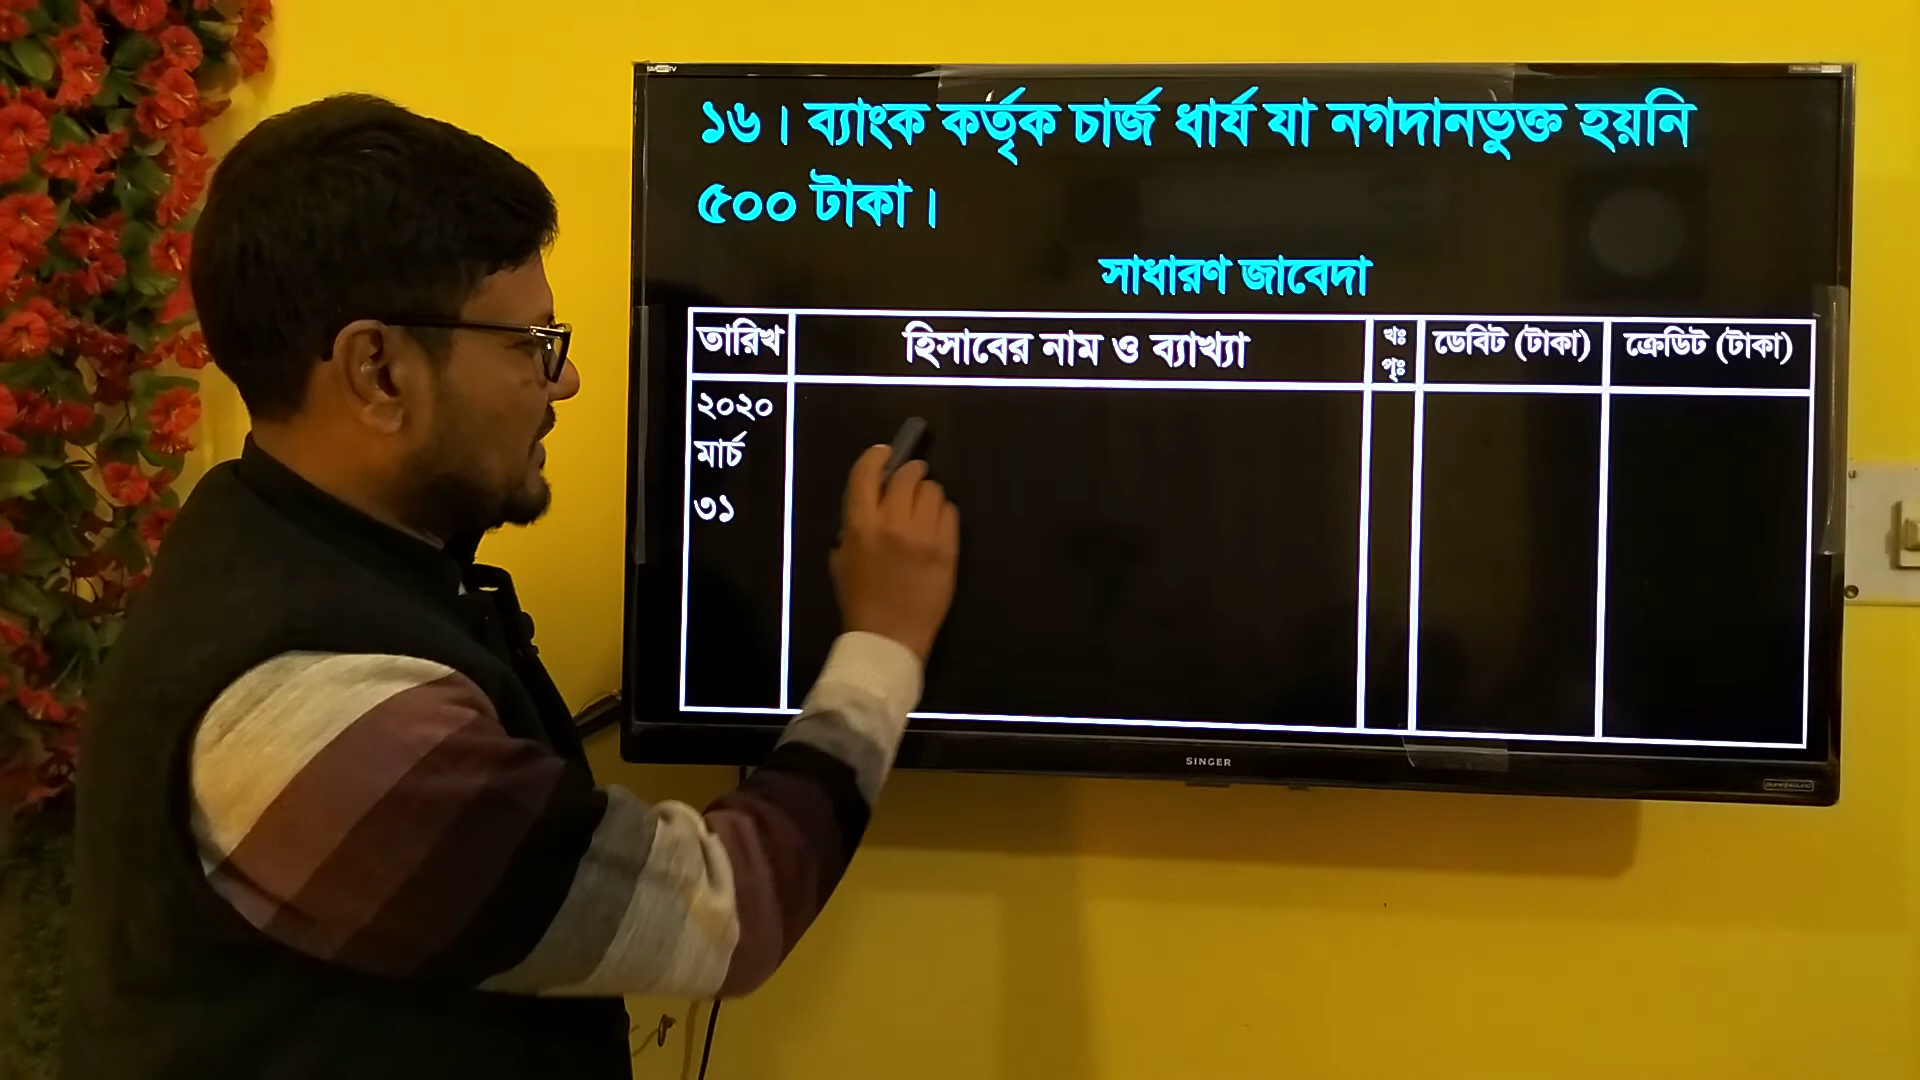 ১৬। ব্যাংক কর্তৃক চার্জ ধার্য যা নগদানভুক্ত হয়নি
৫০০ টাকা।
সাধারণ জাবেদা
তারিখ হিসাবের নাম ও ব্যাখ্যা খঃ পৃঃ ডেবিট (টাকা) ক্রেডিট (টাকা)
২০২০
মার্চ
৩১
SINGER